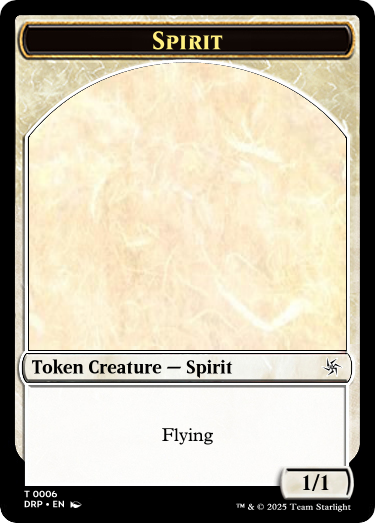 Spirit
Token Creature — Spirit
Flying
1/1
T 0006
DRP • EN
™ & © 2025 Team Starlight